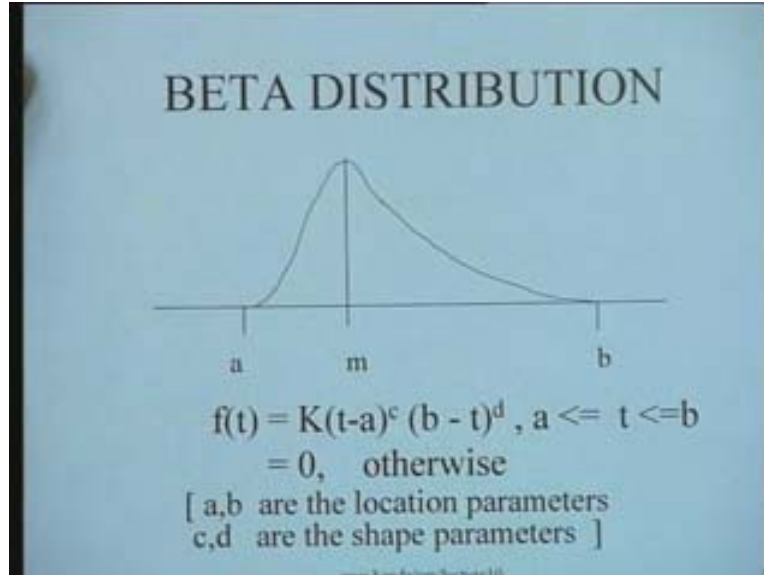 BETA DISTRIBUTION
a m b
f(t) = K(t-a)ᶜ (b - t)ᵈ , a <= t <=b
= 0, otherwise
[ a,b are the location parameters
c,d are the shape parameters ]